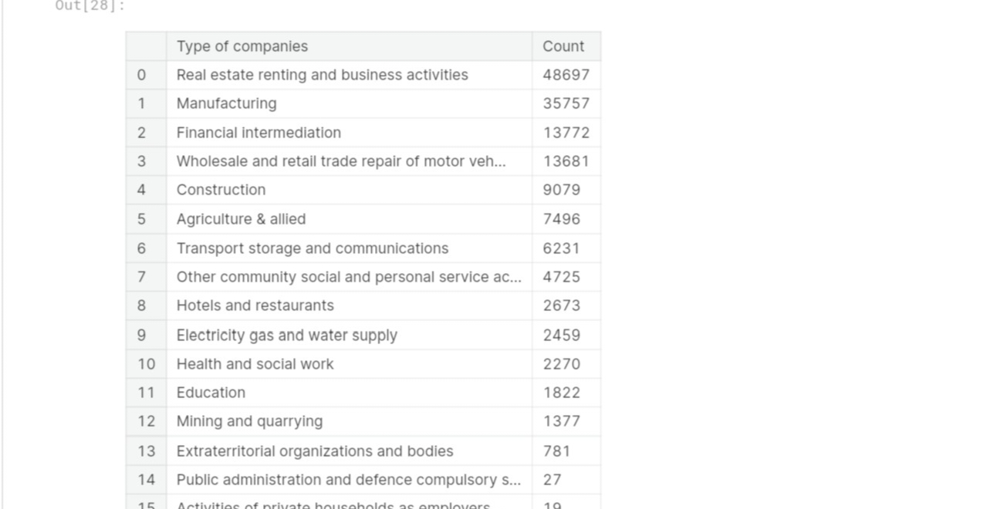 Out[28]:
Type of companies Count
0 Real estate renting and business activities 48697
1 Manufacturing 35757
2 Financial intermediation 13772
3 Wholesale and retail trade repair of motor veh... 13681
4 Construction 9079
5 Agriculture & allied 7496
6 Transport storage and communications 6231
7 Other community social and personal service ac... 4725
8 Hotels and restaurants 2673
9 Electricity gas and water supply 2459
10 Health and social work 2270
11 Education 1822
12 Mining and quarrying 1377
13 Extraterritorial organizations and bodies 781
14 Public administration and defence compulsory s... 27
15 Activities of private households as employers 19